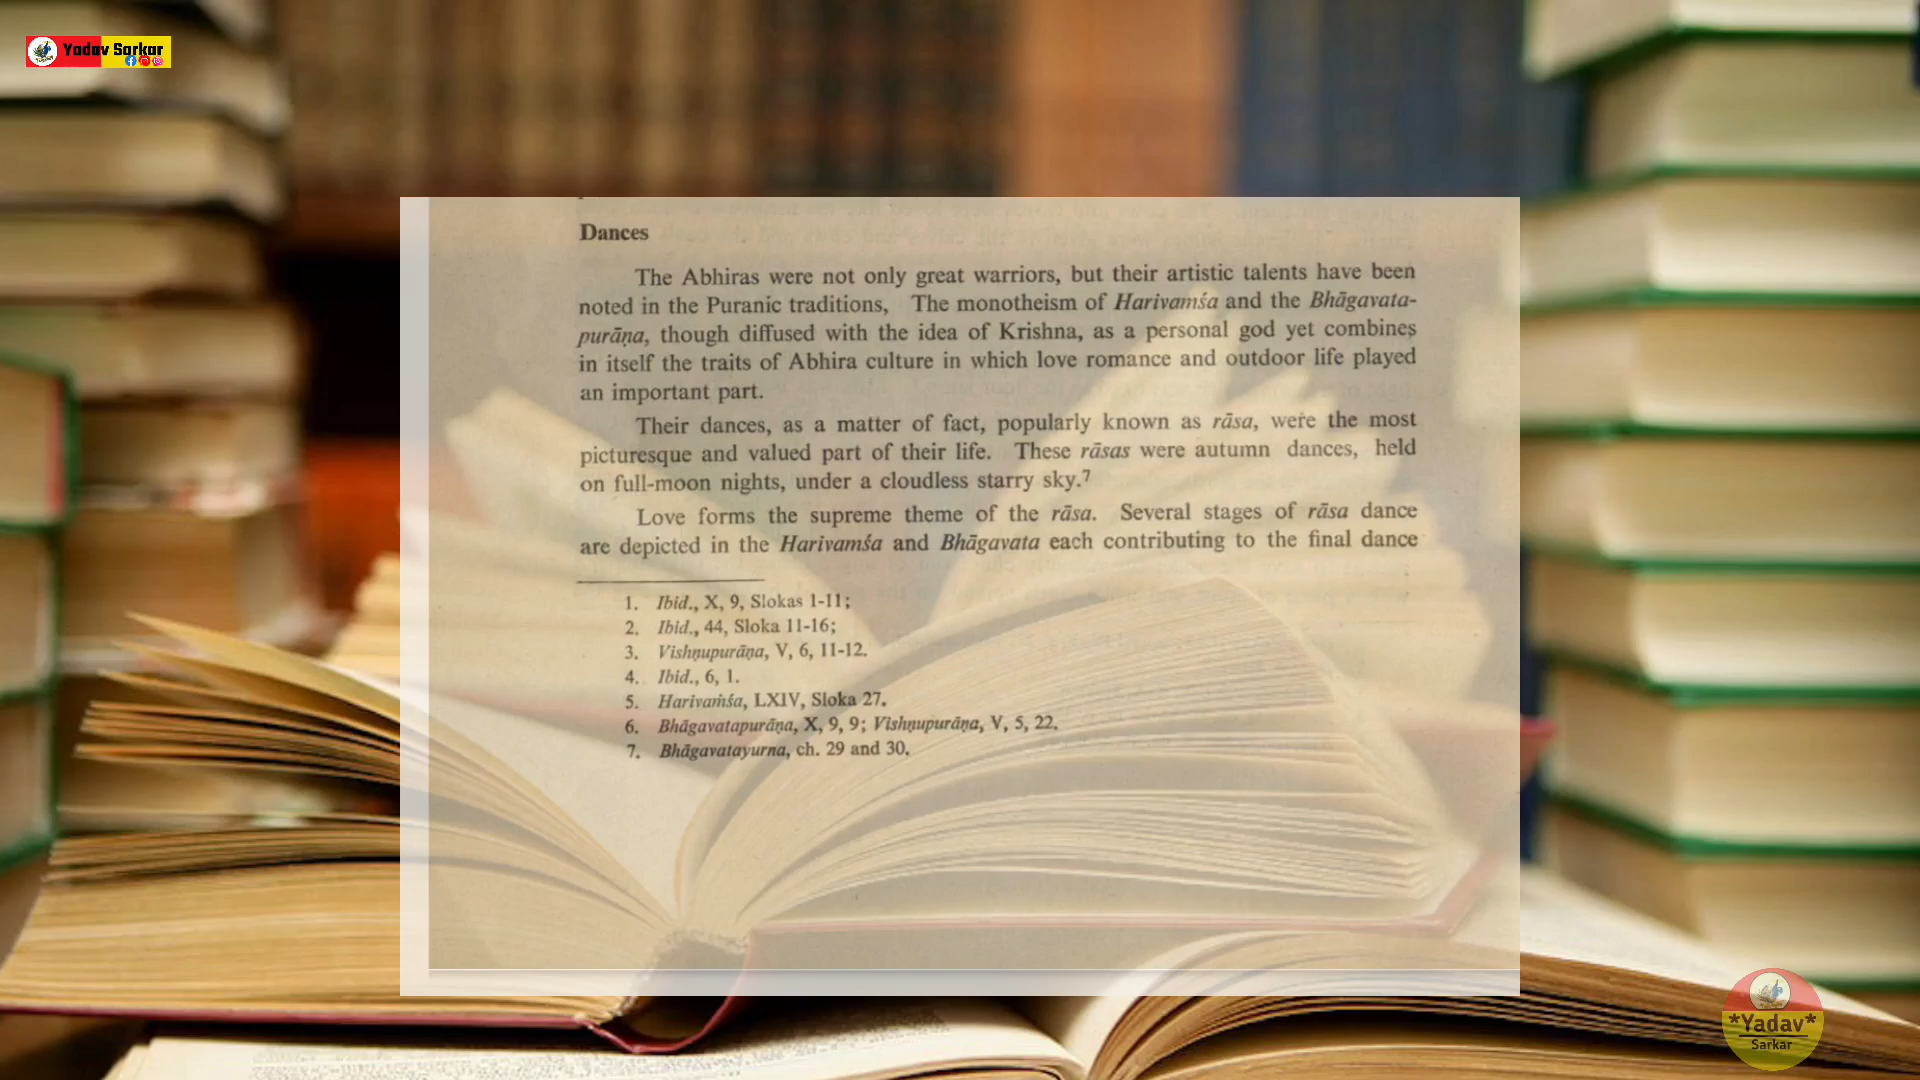 Yadav Sarkar
Dances
The Abhiras were not only great warriors, but their artistic talents have been
noted in the Puranic traditions, The monotheism of Harivamśa and the Bhāgavata-
purāṇa, though diffused with the idea of Krishna, as a personal god yet combines
in itself the traits of Abhira culture in which love romance and outdoor life played
an important part.
Their dances, as a matter of fact, popularly known as rāsa, were the most
picturesque and valued part of their life. These rāsas were autumn dances, held
on full-moon nights, under a cloudless starry sky.⁷
Love forms the supreme theme of the rāsa. Several stages of rāsa dance
are depicted in the Harivamśa and Bhāgavata each contributing to the final dance
1. Ibid., X, 9, Slokas 1-11;
2. Ibid., 44, Sloka 11-16;
3. Vishṇupurāṇa, V, 6, 11-12.
4. Ibid., 6, 1.
5. Harivaṁśa, LXIV, Sloka 27.
6. Bhāgavatapurāṇa, X, 9, 9; Vishṇupurāṇa, V, 5, 22.
7. Bhāgavatayurna, ch. 29 and 30.
*Yadav*
Sarkar